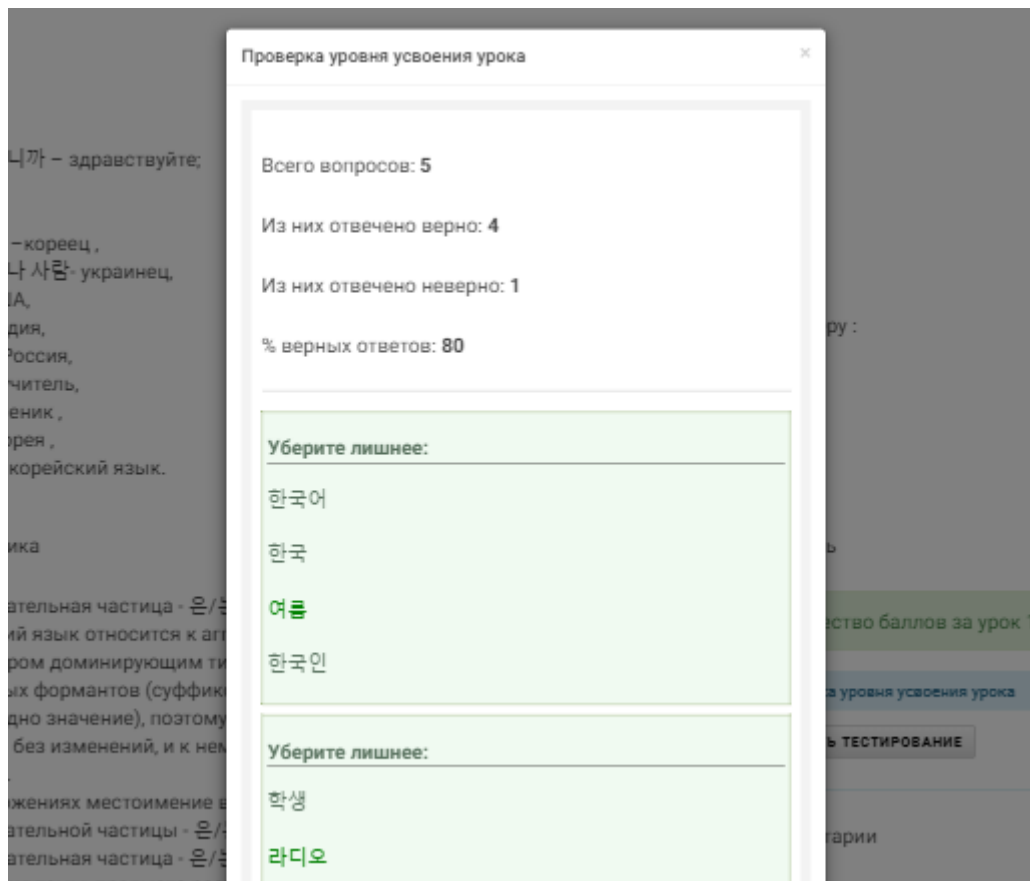 Проверка уровня усвоения урока ×
Всего вопросов: 5
Из них отвечено верно: 4
Из них отвечено неверно: 1
% верных ответов: 80
Уберите лишнее:
한국어
한국
여름
한국인
Уберите лишнее:
학생
라디오
니까 – здравствуйте;
–кореец ,
나 사람- украинец,
дия,
Россия,
учитель,
еник ,
орея ,
корейский язык.
ика
ательная частица - 은/
ий язык относится к агг
ром доминирующим ти
ых формантов (суффик
дно значение), поэтому
без изменений, и к нем
ожениях местоимение в
ательной частицы - 은/
ательная частица - 은/
ру :
ь
ество баллов за урок
а уровня усвоения урока
Ь ТЕСТИРОВАНИЕ
тарии